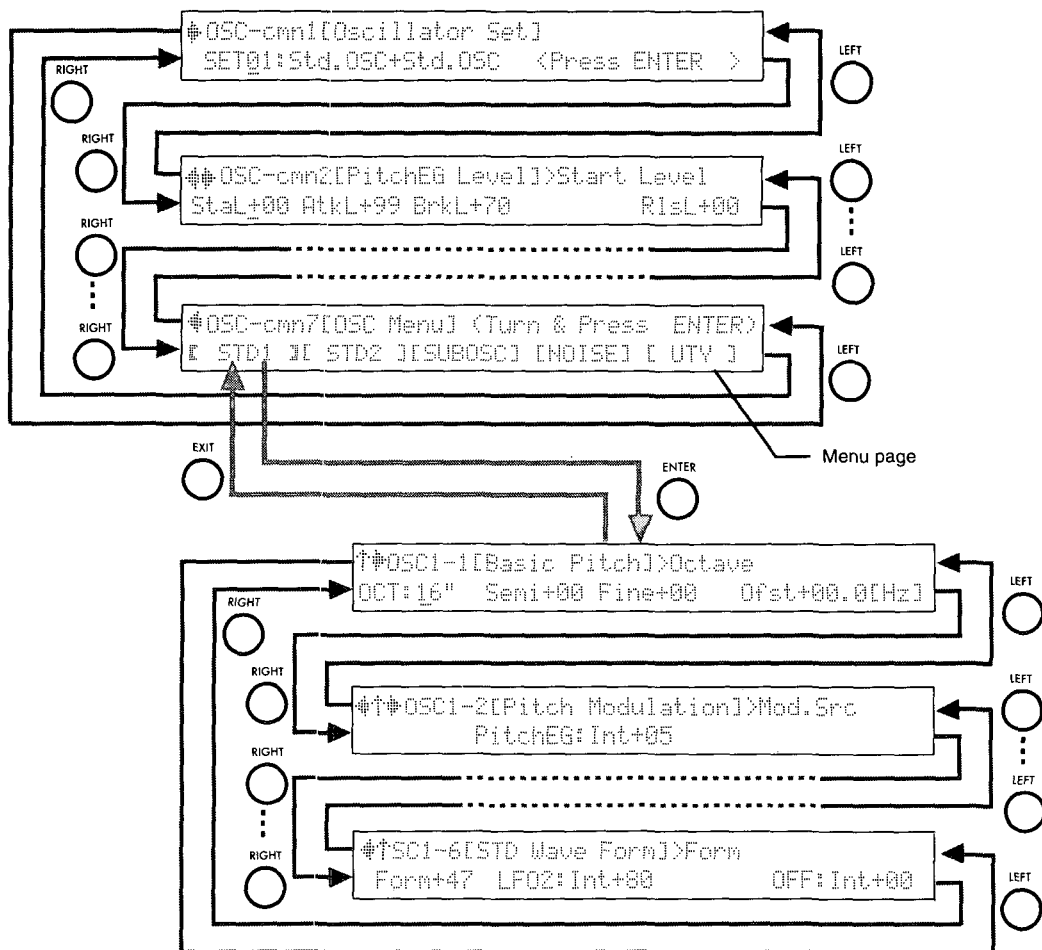 OSC-cmn1[Oscillator Set]
SET01:Std.OSC+Std.OSC <Press ENTER >
LEFT
RIGHT
RIGHT
LEFT
OSC-cmn2[PitchEG Level]>Start Level
StaL+00 AtkL+99 BrkL+70 RlsL+00
RIGHT
LEFT
RIGHT
OSC-cmn7[OSC Menu] (Turn & Press ENTER)
[ STD1 ][ STD2 ][SUBOSC] [NOISE] [ UTY ]
LEFT
EXIT
Menu page
ENTER
↑OSC1-1[Basic Pitch]>Octave
OCT:16" Semi+00 Fine+00 Ofst+00.0[Hz]
LEFT
RIGHT
RIGHT
LEFT
↑OSC1-2[Pitch Modulation]>Mod.Src
PitchEG:Int+05
RIGHT
LEFT
RIGHT
↑SC1-6[STD Wave Form]>Form
Form+47 LFO2:Int+80 OFF:Int+00
LEFT